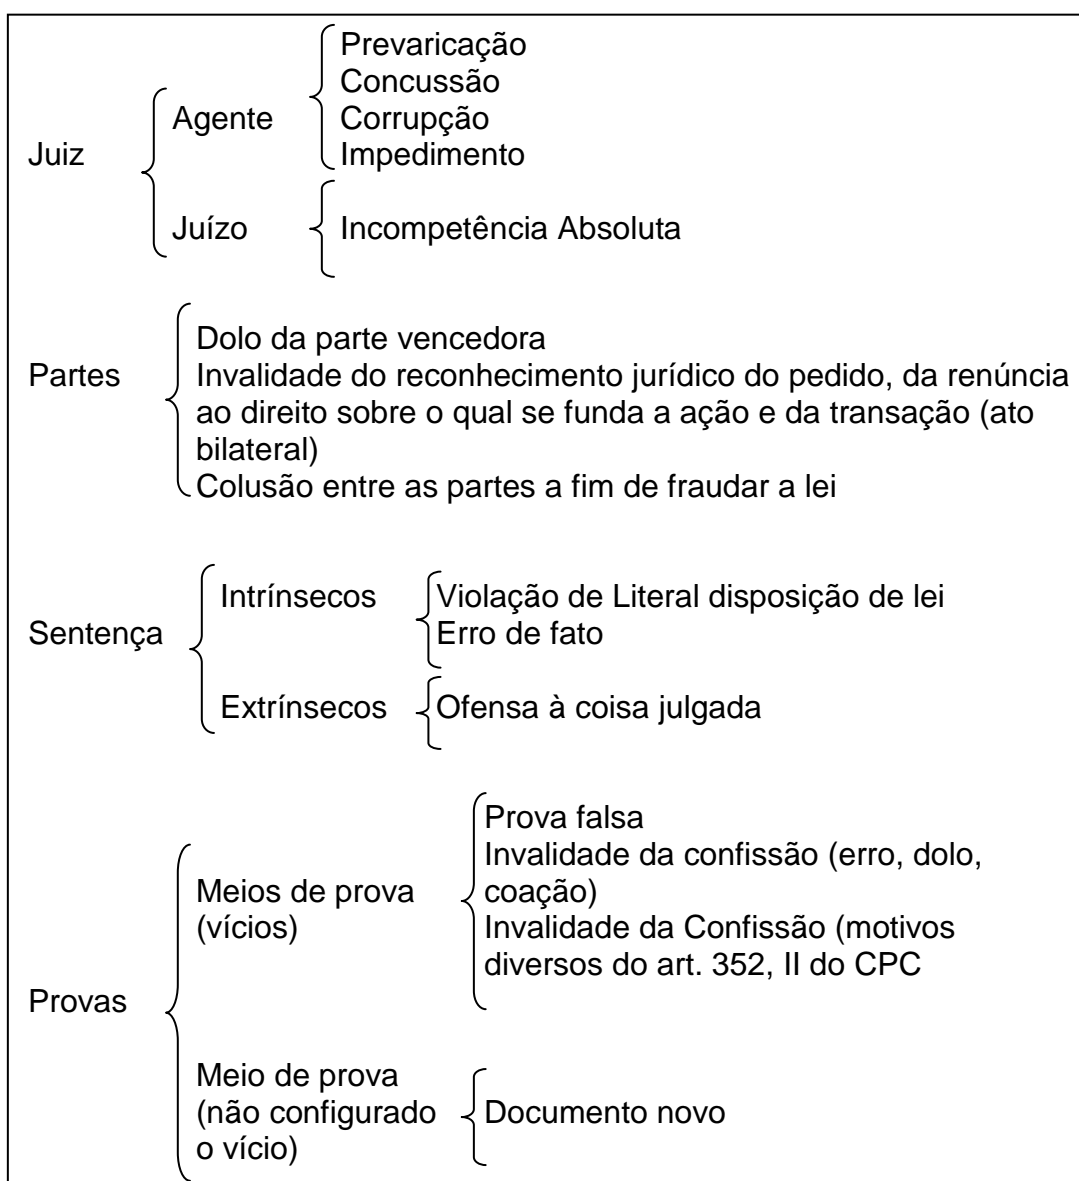 Prevaricação
Concussão
Agente
Corrupção
Juiz
Impedimento
Juízo
Incompetência Absoluta
Dolo da parte vencedora
Partes
Invalidade do reconhecimento jurídico do pedido, da renúncia
ao direito sobre o qual se funda a ação e da transação (ato
bilateral)
Colusão entre as partes a fim de fraudar a lei
Intrínsecos
Violação de Literal disposição de lei
Erro de fato
Sentença
Extrínsecos
Ofensa à coisa julgada
Prova falsa
Invalidade da confissão (erro, dolo,
Meios de prova
coação)
(vícios)
Invalidade da Confissão (motivos
diversos do art. 352, II do CPC
Provas
Meio de prova
(não configurado
Documento novo
o vício)